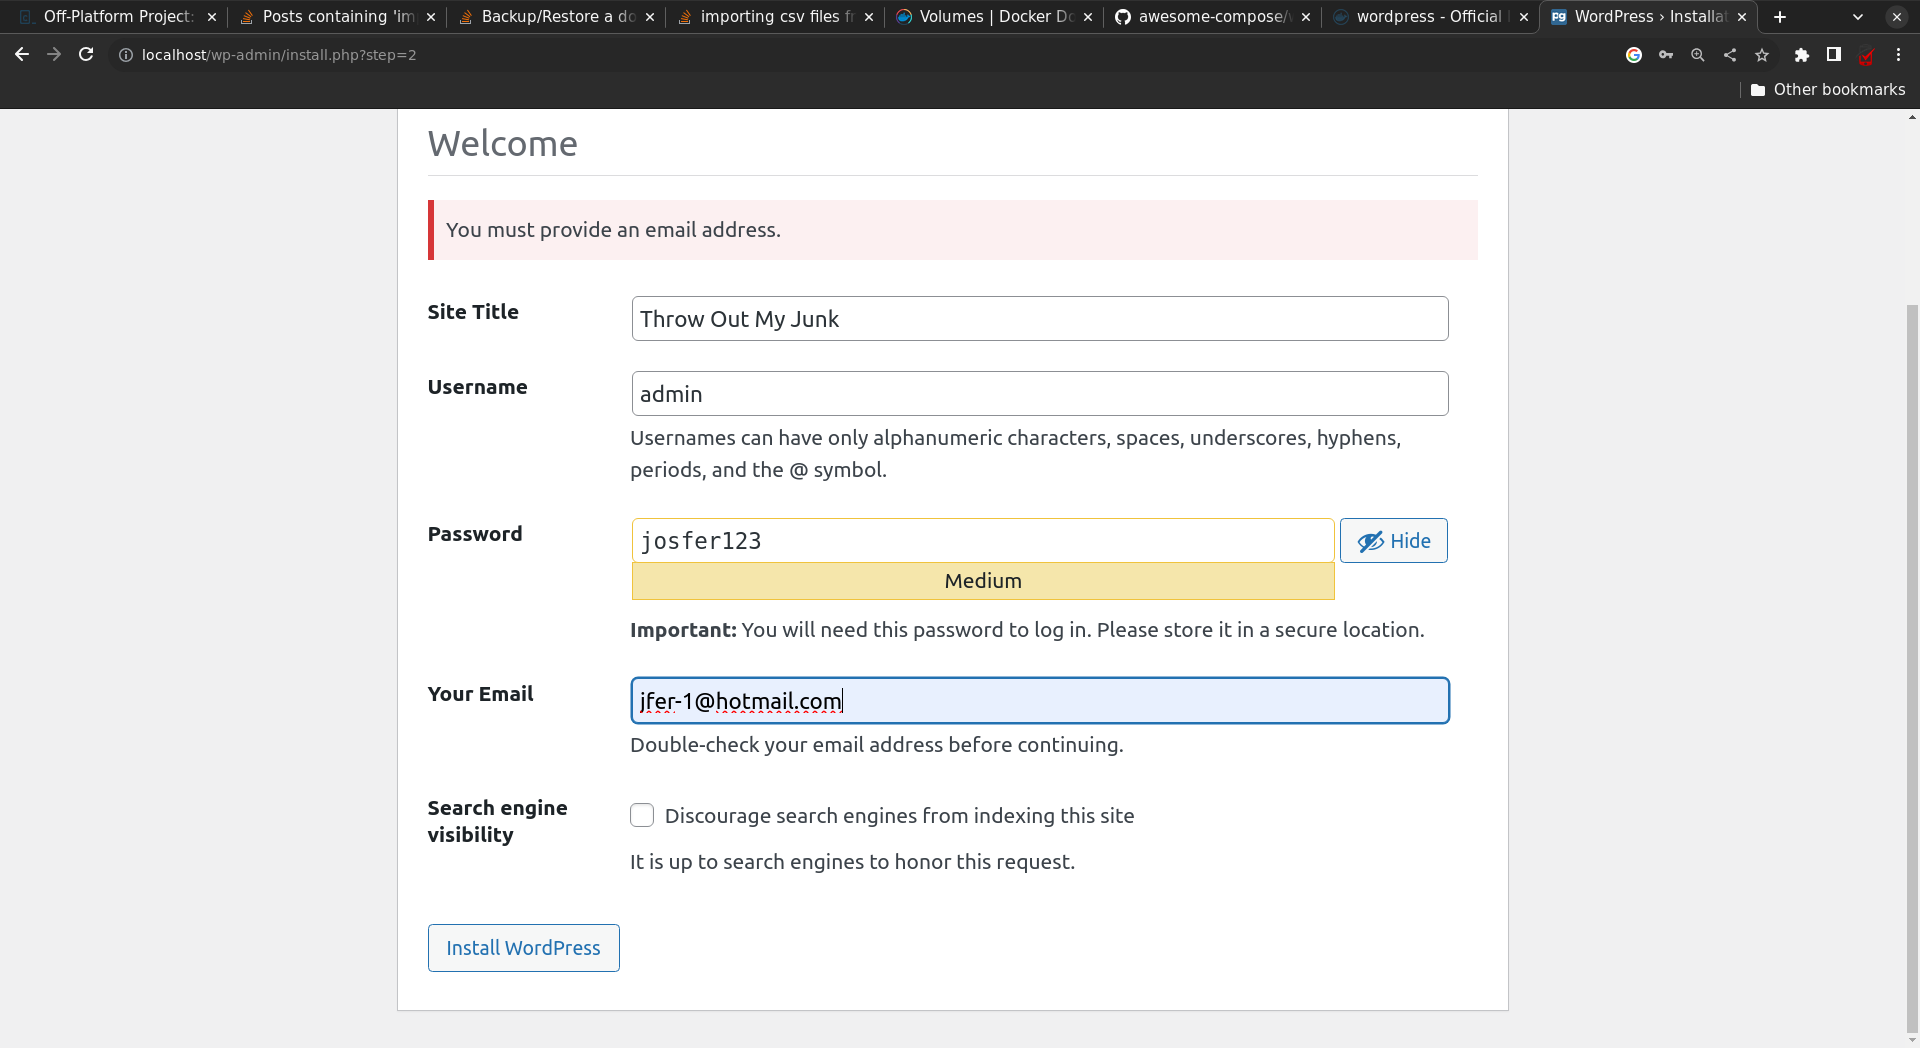 Off-Platform Project:
Posts containing 'im
Backup/Restore a do
importing csv files f
Volumes | Docker Do
awesome-compose/
wordpress - Official
WordPress › Installa
localhost/wp-admin/install.php?step=2
Other bookmarks
Welcome
You must provide an email address.
Site Title
Throw Out My Junk
Username
admin
Usernames can have only alphanumeric characters, spaces, underscores, hyphens,
periods, and the @ symbol.
Password
josfer123
Hide
Medium
Important: You will need this password to log in. Please store it in a secure location.
Your Email
jfer-1@hotmail.com
Double-check your email address before continuing.
Search engine
visibility
Discourage search engines from indexing this site
It is up to search engines to honor this request.
Install WordPress